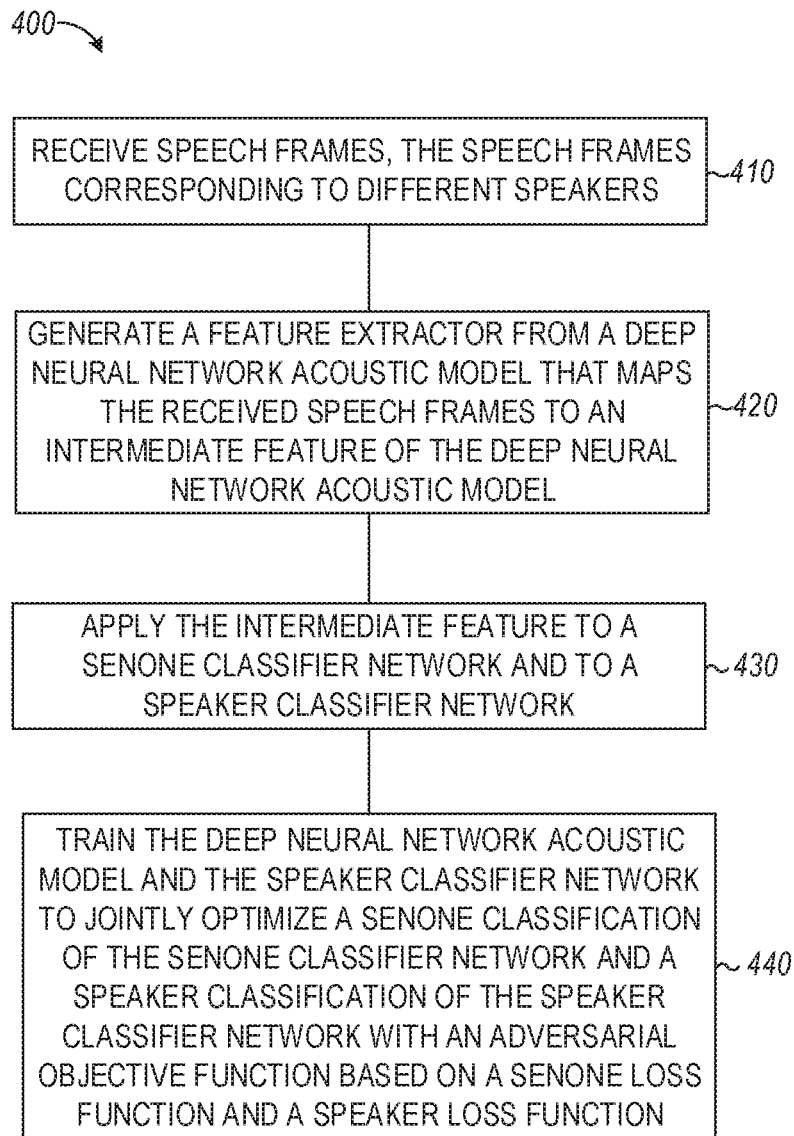 400
RECEIVE SPEECH FRAMES, THE SPEECH FRAMES
CORRESPONDING TO DIFFERENT SPEAKERS
410
GENERATE A FEATURE EXTRACTOR FROM A DEEP
NEURAL NETWORK ACOUSTIC MODEL THAT MAPS
THE RECEIVED SPEECH FRAMES TO AN
INTERMEDIATE FEATURE OF THE DEEP NEURAL
NETWORK ACOUSTIC MODEL
420
APPLY THE INTERMEDIATE FEATURE TO A
SENONE CLASSIFIER NETWORK AND TO A
SPEAKER CLASSIFIER NETWORK
430
TRAIN THE DEEP NEURAL NETWORK ACOUSTIC
MODEL AND THE SPEAKER CLASSIFIER NETWORK
TO JOINTLY OPTIMIZE A SENONE CLASSIFICATION
OF THE SENONE CLASSIFIER NETWORK AND A
SPEAKER CLASSIFICATION OF THE SPEAKER
CLASSIFIER NETWORK WITH AN ADVERSARIAL
OBJECTIVE FUNCTION BASED ON A SENONE LOSS
FUNCTION AND A SPEAKER LOSS FUNCTION
440